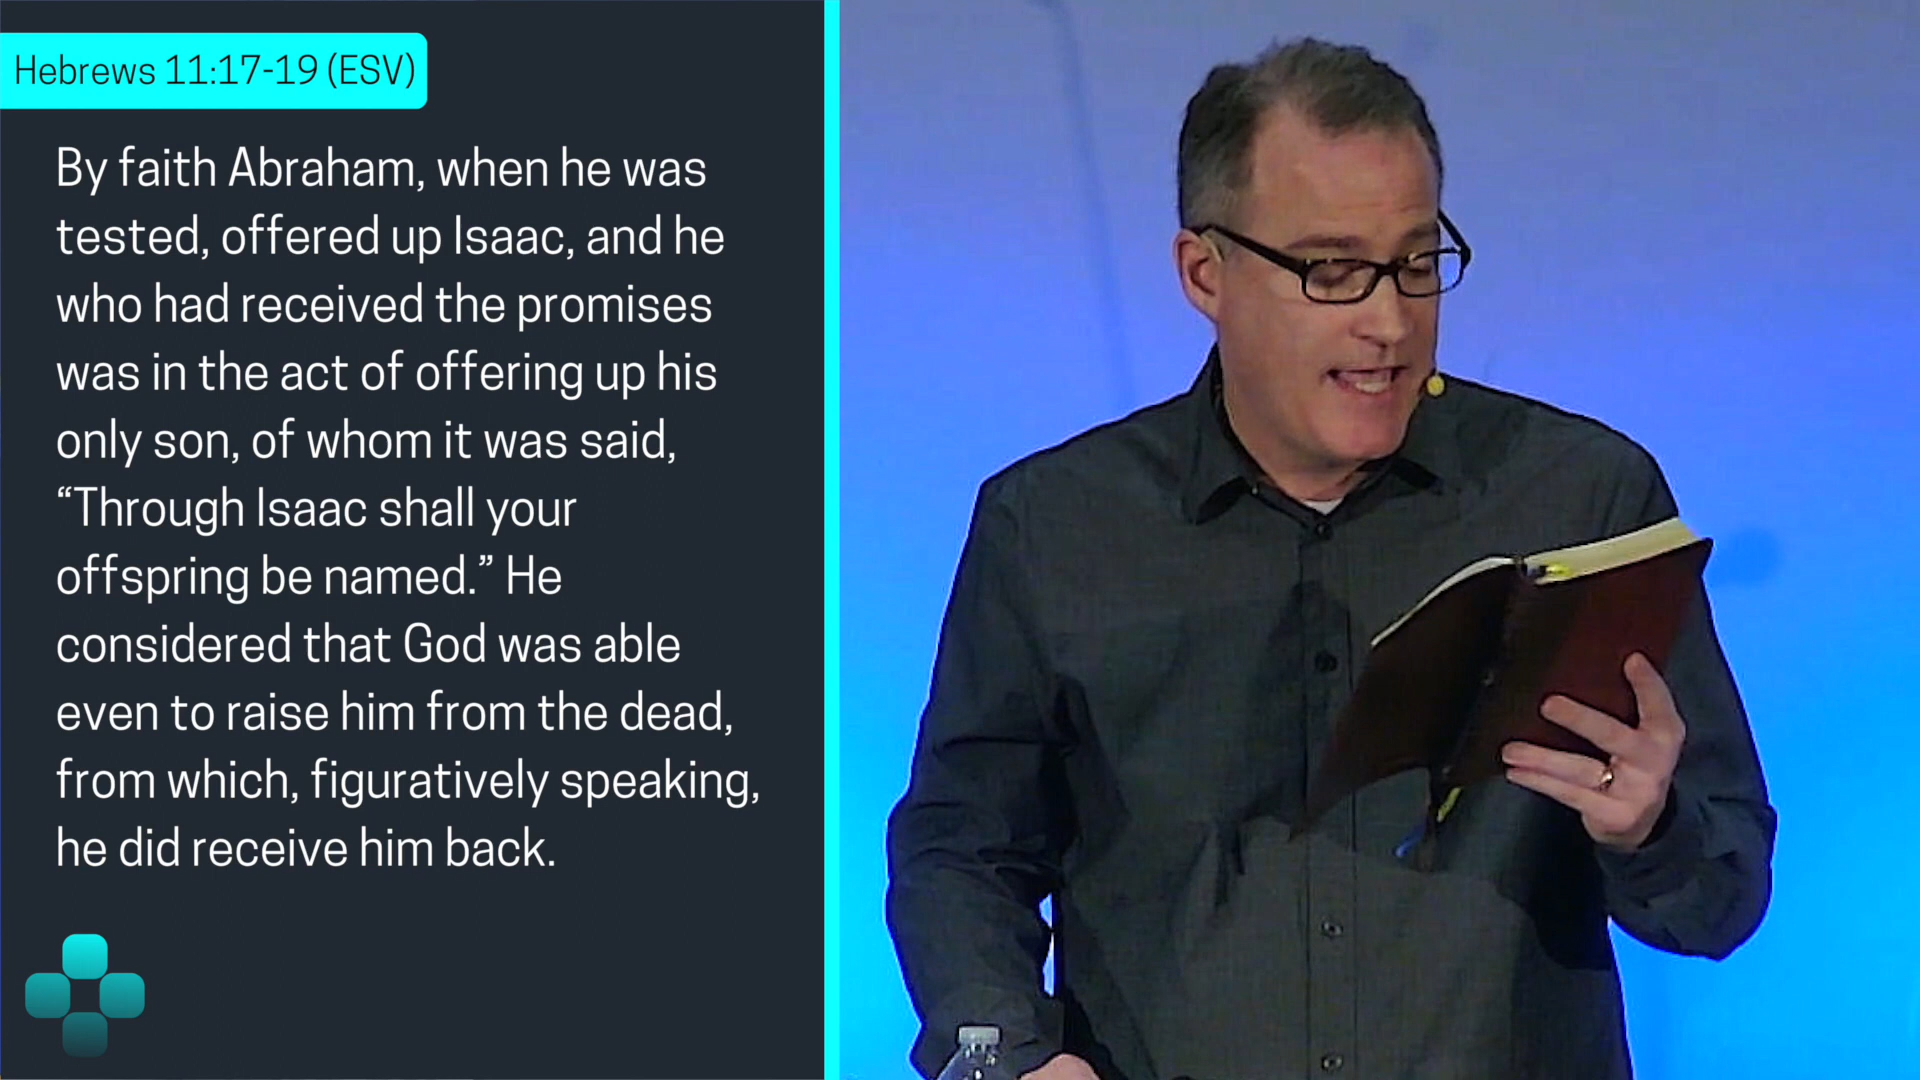 Hebrews 11:17-19 (ESV)
By faith Abraham, when he was
tested, offered up Isaac, and he
who had received the promises
was in the act of offering up his
only son, of whom it was said,
“Through Isaac shall your
offspring be named.” He
considered that God was able
even to raise him from the dead,
from which, figuratively speaking,
he did receive him back.